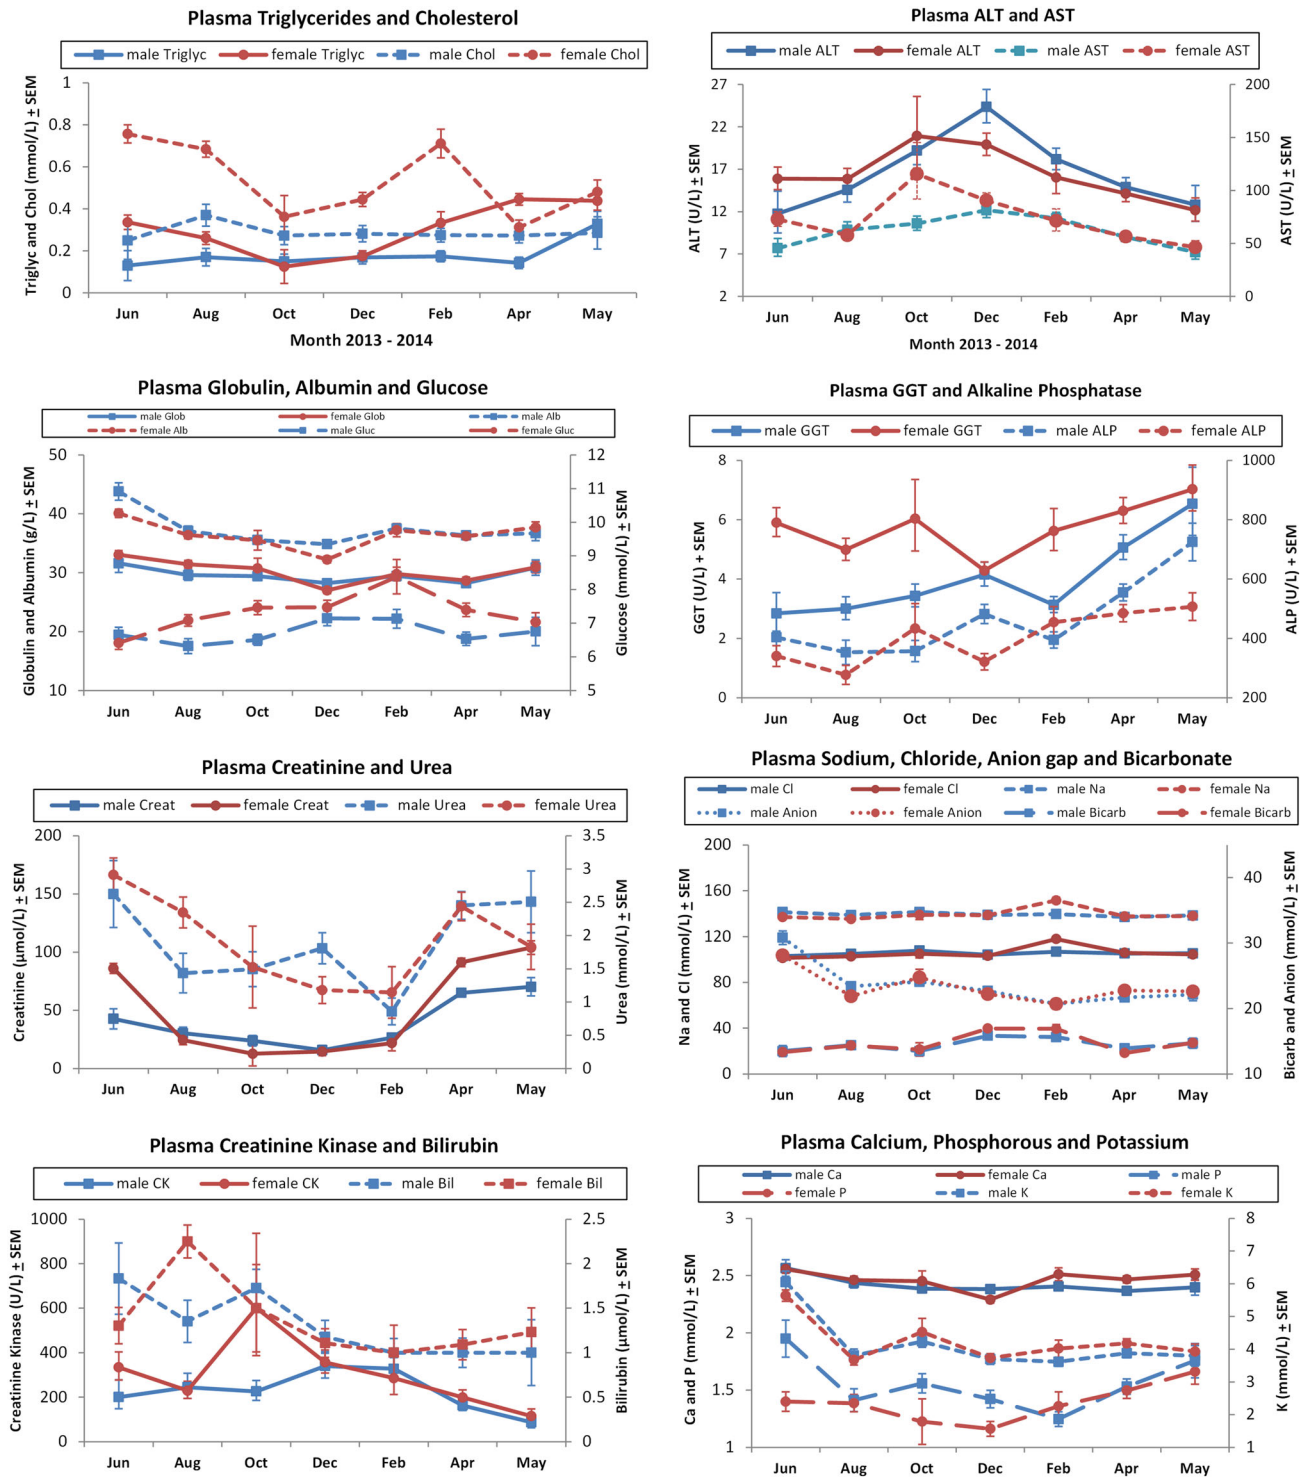 Plasma Triglycerides and Cholesterol
male Triglyc female Triglyc male Chol female Chol
Triglyc and Chol (mmol/L) ± SEM
1
0.8
0.6
0.4
0.2
0
Jun Aug Oct Dec Feb Apr May
Month 2013 - 2014
Plasma ALT and AST
male ALT female ALT male AST female AST
ALT (U/L) ± SEM
27
22
17
12
7
2
200
150
100
50
0
AST (U/L) ± SEM
Jun Aug Oct Dec Feb Apr May
Month 2013 - 2014
Plasma Globulin, Albumin and Glucose
male Glob female Glob male Alb
female Alb male Gluc female Gluc
Globulin and Albumin (g/L) ± SEM
50
40
30
20
10
12
11
10
9
8
7
6
5
Glucose (mmol/L) ± SEM
Jun Aug Oct Dec Feb Apr May
Plasma GGT and Alkaline Phosphatase
male GGT female GGT male ALP female ALP
GGT (U/L) + SEM
8
6
4
2
0
1000
800
600
400
200
ALP (U/L) ± SEM
Jun Aug Oct Dec Feb Apr May
Plasma Creatinine and Urea
male Creat female Creat male Urea female Urea
Creatinine (µmol/L) ± SEM
200
150
100
50
0
3.5
3
2.5
2
1.5
1
0.5
0
Urea (mmol/L) ± SEM
Jun Aug Oct Dec Feb Apr May
Plasma Sodium, Chloride, Anion gap and Bicarbonate
male Cl female Cl male Na female Na
male Anion female Anion male Bicarb female Bicarb
Na and Cl (mmol/L) ± SEM
200
160
120
80
40
0
40
30
20
10
Bicarb and Anion (mmol/L) ± SEM
Jun Aug Oct Dec Feb Apr May
Plasma Creatinine Kinase and Bilirubin
male CK female CK male Bil female Bil
Creatinine Kinase (U/L) ± SEM
1000
800
600
400
200
0
2.5
2
1.5
1
0.5
0
Bilirubin (µmol/L) ± SEM
Jun Aug Oct Dec Feb Apr May
Plasma Calcium, Phosphorous and Potassium
male Ca female Ca male P
female P male K female K
Ca and P (mmol/L) ± SEM
3
2.5
2
1.5
1
8
7
6
5
4
3
2
1
K (mmol/L) ± SEM
Jun Aug Oct Dec Feb Apr May